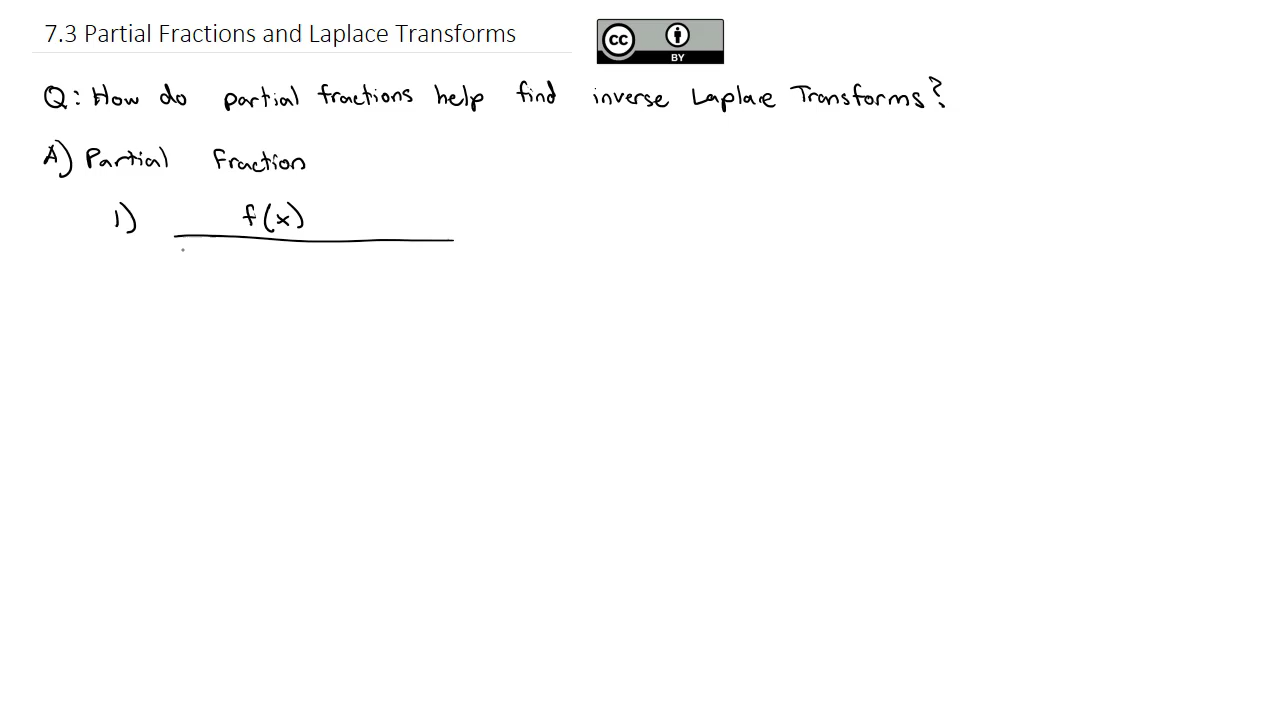 7.3 Partial Fractions and Laplace Transforms
cc BY
Q: How do partial fractions help find inverse Laplace Transforms?
A) Partial Fraction
1) f(x)